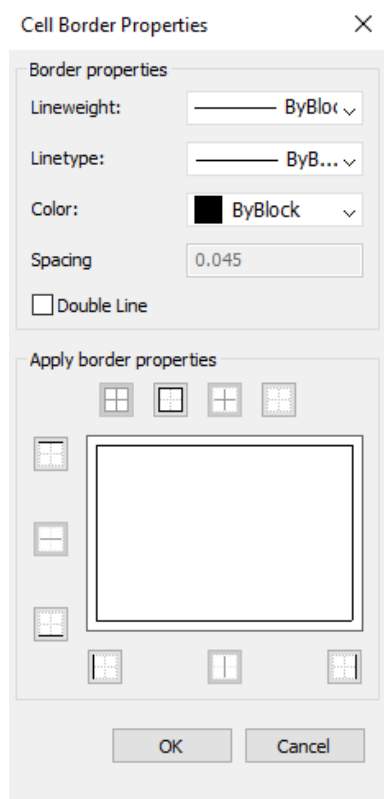 Cell Border Properties
Border properties
Lineweight: ByBloc
Linetype: ByB...
Color: ByBlock
Spacing 0.045
Double Line
Apply border properties
OK Cancel